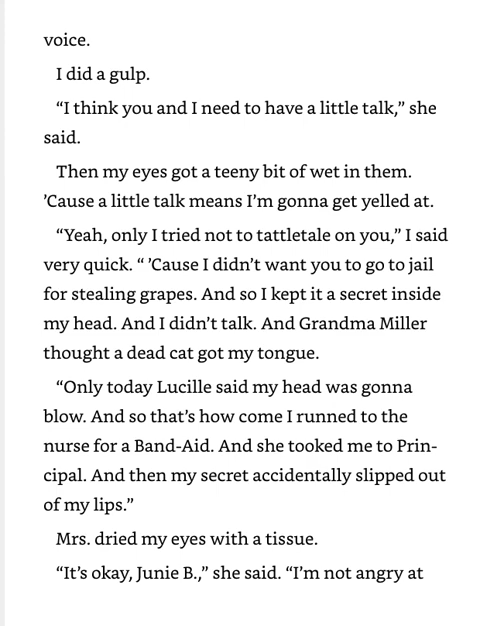 voice.
I did a gulp.
“I think you and I need to have a little talk,” she
said.
Then my eyes got a teeny bit of wet in them.
’Cause a little talk means I’m gonna get yelled at.
“Yeah, only I tried not to tattletale on you,” I said
very quick. “ ’Cause I didn’t want you to go to jail
for stealing grapes. And so I kept it a secret inside
my head. And I didn’t talk. And Grandma Miller
thought a dead cat got my tongue.
“Only today Lucille said my head was gonna
blow. And so that’s how come I runned to the
nurse for a Band-Aid. And she tooked me to Prin-
cipal. And then my secret accidentally slipped out
of my lips.”
Mrs. dried my eyes with a tissue.
“It’s okay, Junie B.,” she said. “I’m not angry at